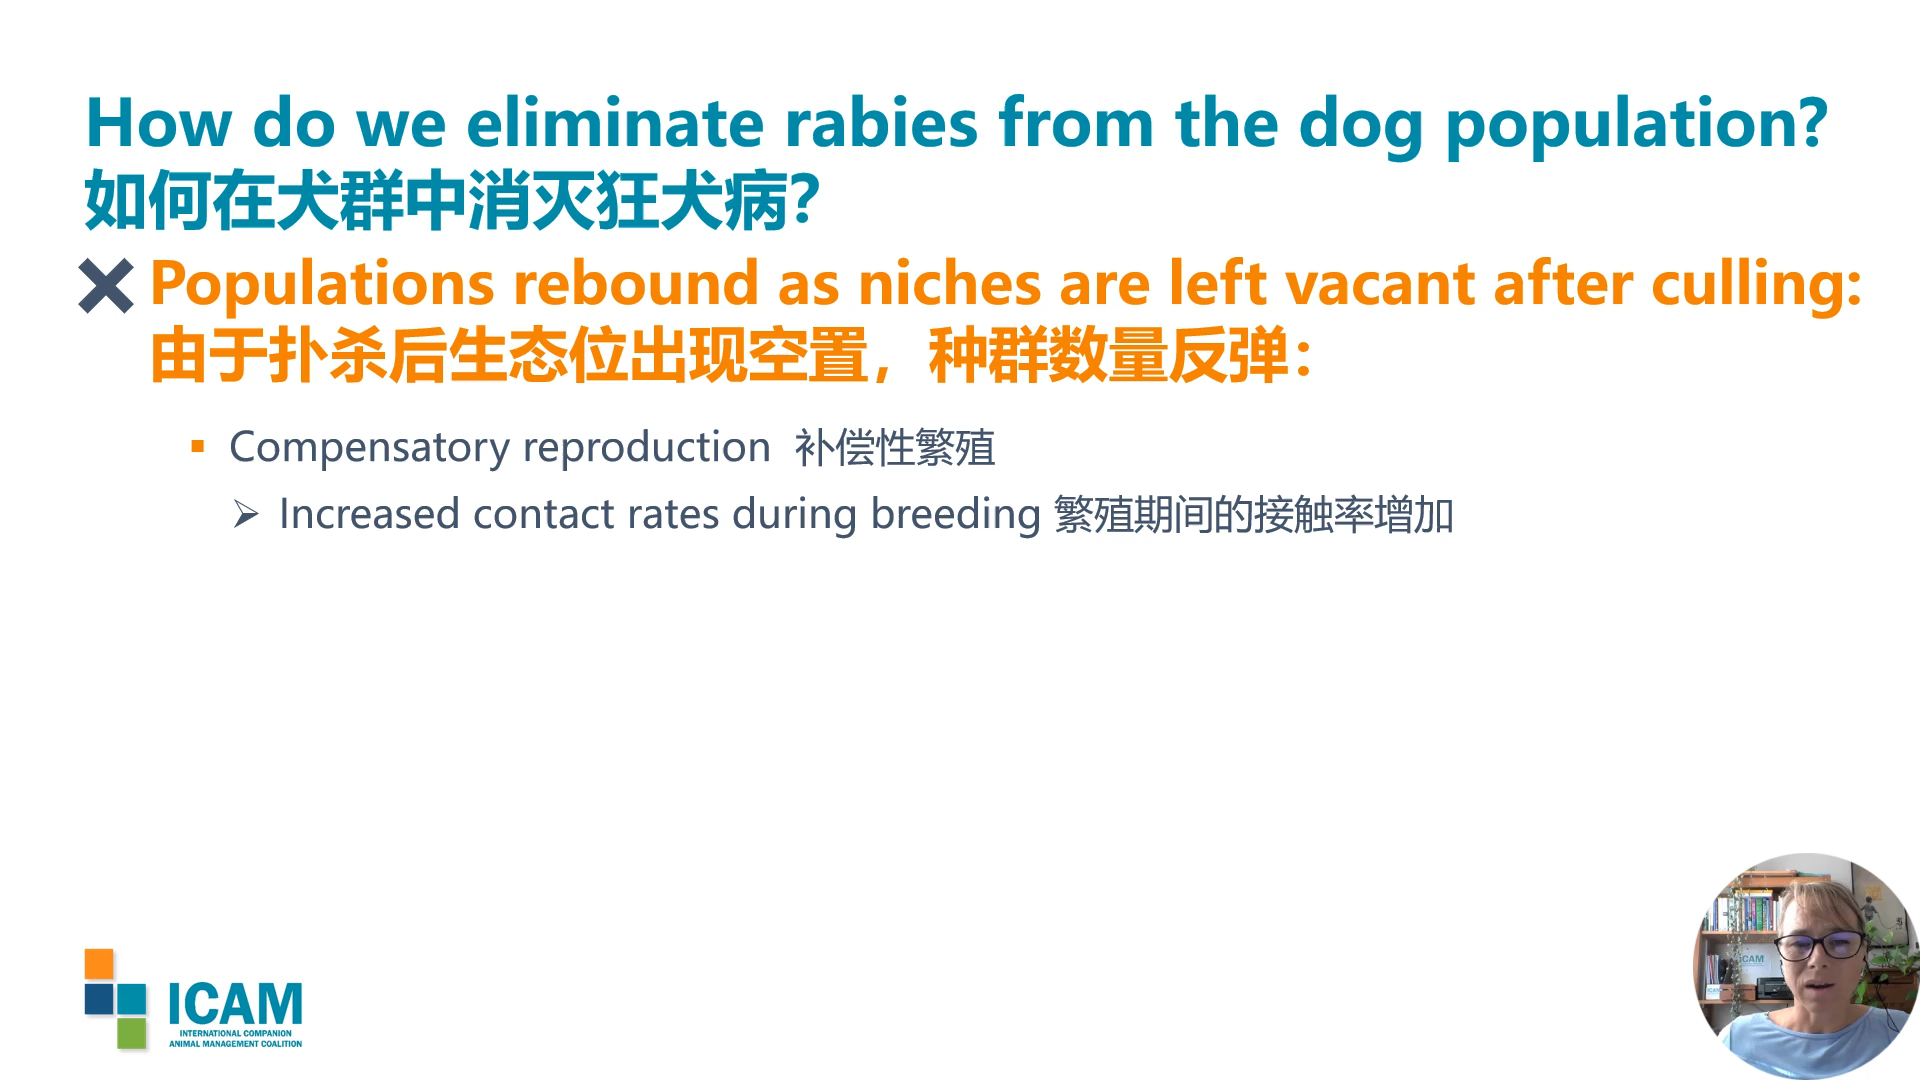 How do we eliminate rabies from the dog population?
如何在犬群中消灭狂犬病？
Populations rebound as niches are left vacant after culling:
由于扑杀后生态位出现空置，种群数量反弹：
Compensatory reproduction 补偿性繁殖
Increased contact rates during breeding 繁殖期间的接触率增加
ICAM
INTERNATIONAL COMPANION
ANIMAL MANAGEMENT COALITION
ICAM